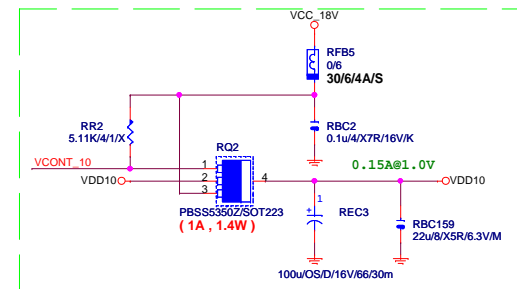 VCC_18V
RFB5
0/6
30/6/4A/S
RR2
5.11K/4/1/X
RBC2
0.1u/4/X7R/16V/K
RQ2
VCONT_10
1
0.15A@1.0V
VDD10
2
4
VDD10
3
PBSS5350Z/SOT223
( 1A , 1.4W )
1
+
REC3
RBC159
22u/8/X5R/6.3V/M
100u/OS/D/16V/66/30m